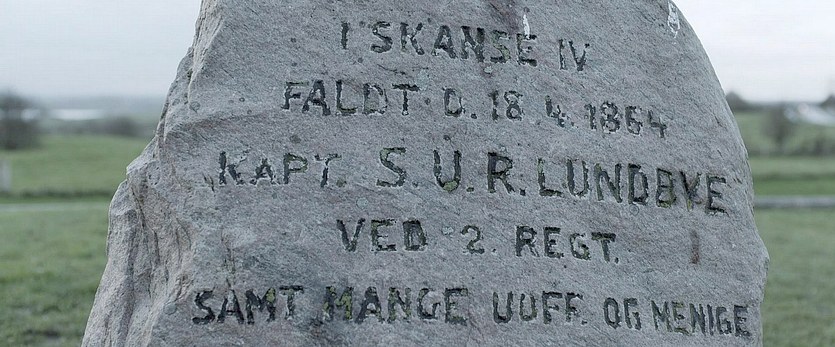 I SKANSE IV
FALDT D. 18.4.1864
KAPT. S.U.R. LUNDBYE
VED 2. REGT.
SAMT MANGE UOFF. OG MENIGE